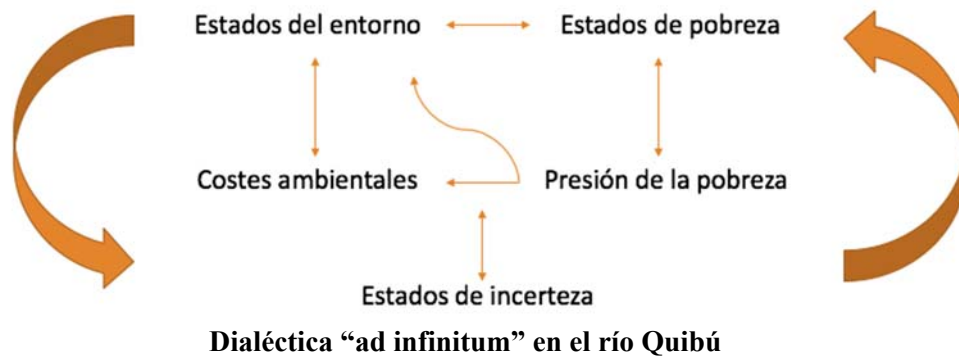 Estados del entorno Estados de pobreza
Costes ambientales Presión de la pobreza
Estados de incerteza
Dialéctica “ad infinitum” en el río Quibú